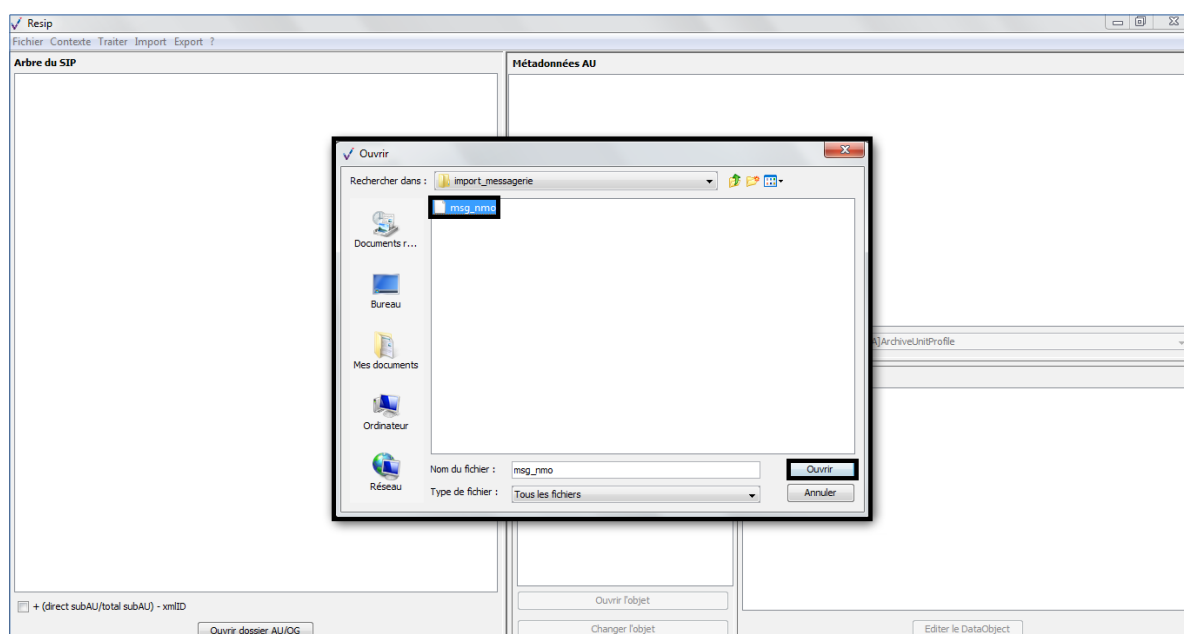 Resip
Fichier Contexte Traiter Import Export ?
Arbre du SIP
Métadonnées AU
Ouvrir
Rechercher dans :
import_messagerie
msg_nmo
Documents r...
Bureau
Mes documents
Ordinateur
Réseau
Nom du fichier :
msg_nmo
Ouvrir
Type de fichier :
Tous les fichiers
Annuler
A]ArchiveUnitProfile
+ (direct subAU/total subAU) - xmlID
Ouvrir dossier AU/OG
Ouvrir l'objet
Changer l'objet
Editer le DataObject